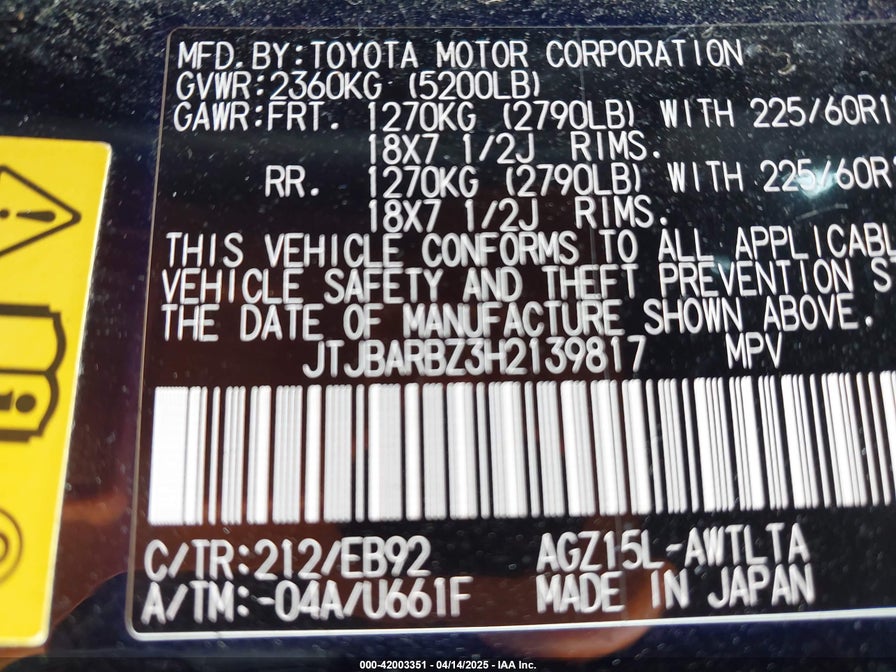 MFD.BY:TOYOTA MOTOR CORPORATION
GVWR:2360KG (5200LB)
GAWR:FRT. 1270KG (2790LB) WITH 225/60R1
18X7 1/2J RIMS.
RR. 1270KG (2790LB) WITH 225/60R
18X7 1/2J RIMS.
THIS VEHICLE CONFORMS TO ALL APPLICABL
VEHICLE SAFETY AND THEFT PREVENTION S
THE DATE OF MANUFACTURE SHOWN ABOVE.
JTJBARBZ3H2139817 MPV
C/TR:212/EB92 AGZ15L-AWTLTA
A/TM:-04A/U661F MADE IN JAPAN
000-42003351 - 04/14/2025 - IAA Inc.